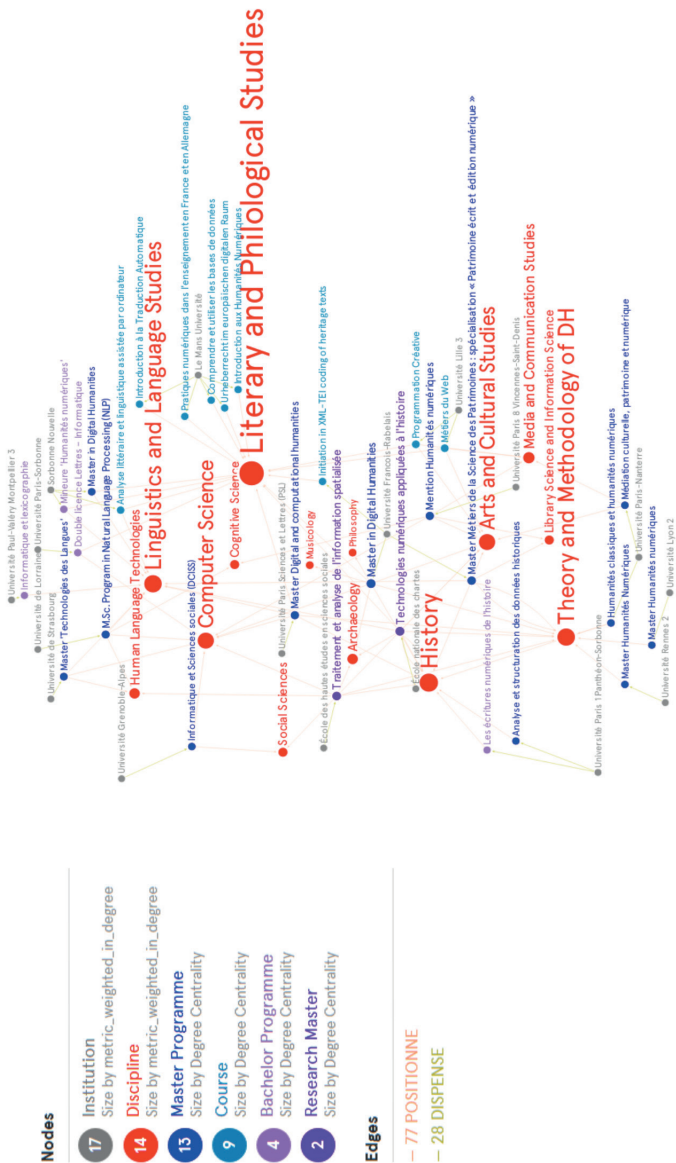 Nodes
17 Institution
Size by metric_weighted_in_degree
14 Discipline
Size by metric_weighted_in_degree
13 Master Programme
Size by Degree Centrality
9 Course
Size by Degree Centrality
4 Bachelor Programme
Size by Degree Centrality
2 Research Master
Size by Degree Centrality
Edges
— 77 POSITIONNE
— 28 DISPENSE
Université Paul-Valéry Montpellier 3
Informatique et lexicographie
Université de Lorraine
Université Paris-Sorbonne
Université de Strasbourg
Sorbonne Nouvelle
Master 'Technologies des Langues'
Mineure 'Humanités numériques'
Double licence Lettres – Informatique
Master in Digital Humanities
M.Sc. Program in Natural Language Processing (NLP)
Université Grenoble-Alpes
Analyse littéraire et linguistique assistée par ordinateur
Human Language Technologies
Introduction à la Traduction Automatique
Linguistics and Language Studies
Pratiques numériques dans l'enseignement en France et en Allemagne
Informatique et Sciences sociales (DCISS)
Le Mans Université
Computer Science
Comprendre et utiliser les bases de données
Urheberrecht im europäischen digitalen Raum
Cognitive Science
Introduction aux Humanités Numériques
Literary and Philological Studies
Social Sciences
Université Paris Sciences et Lettres (PSL)
Master Digital and computational humanities
Musicology
École des hautes études en sciences sociales
Initiation in XML-TEI coding of heritage texts
Traitement et analyse de l'information spatialisée
Archaeology
Philosophy
Master in Digital Humanities
Université Francois-Rabelais
Technologies numériques appliquées à l'histoire
École nationale des chartes
Programmation Créative
History
Mention Humanités numériques
Métiers du Web
Université Lille 3
Master Métiers de la Science des Patrimoines : spécialisation « Patrimoine écrit et édition numérique »
Les écritures numériques de l'histoire
Arts and Cultural Studies
Analyse et structuration des données historiques
Université Paris 8 Vincennes-Saint-Denis
Media and Communication Studies
Library Science and Information Science
Theory and Methodology of DH
Université Paris 1 Panthéon-Sorbonne
Humanités classiques et humanités numériques
Master Humanités Numériques
Médiation culturelle, patrimoine et numérique
Université Paris-Nanterre
Master Humanités numériques
Université Rennes 2
Université Lyon 2